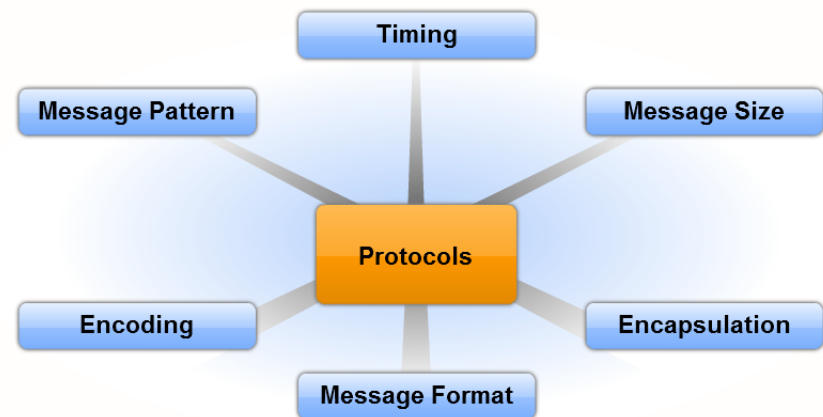 Timing
Message Pattern
Message Size
Protocols
Encoding
Encapsulation
Message Format